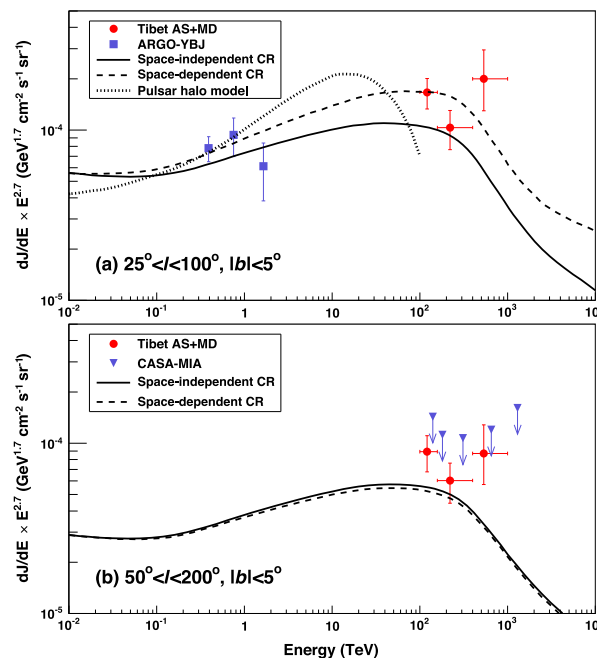 dJ/dE × E^2.7 (GeV^1.7 cm^-2 s^-1 sr^-1)
Tibet AS+MD
ARGO-YBJ
Space-independent CR
Space-dependent CR
Pulsar halo model
10^-4
10^-5
(a) 25°<l<100°, |b|<5°
10^-2 10^-1 1 10 10^2 10^3 10
dJ/dE × E^2.7 (GeV^1.7 cm^-2 s^-1 sr^-1)
Tibet AS+MD
CASA-MIA
Space-independent CR
Space-dependent CR
10^-4
10^-5
(b) 50°<l<200°, |b|<5°
10^-2 10^-1 1 10 10^2 10^3 10
Energy (TeV)